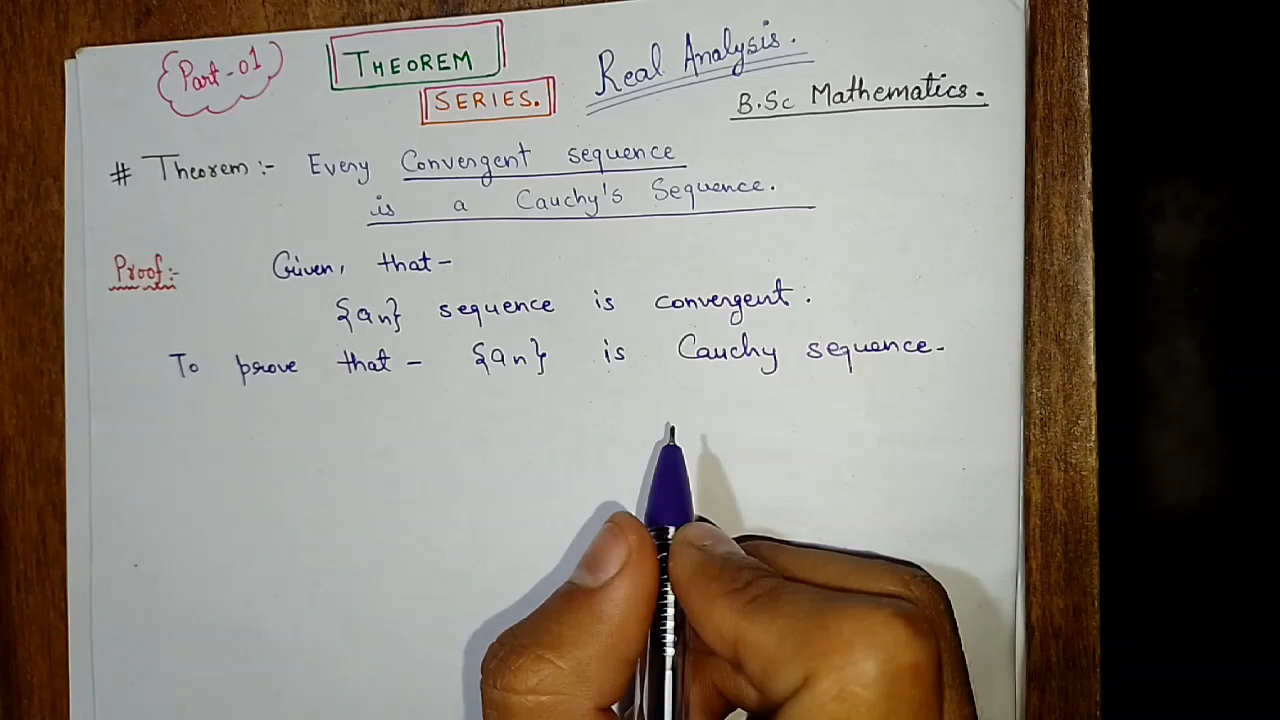 Part-01
THEOREM
SERIES.
Real Analysis.
B.Sc Mathematics.
# Theorem:- Every Convergent sequence
is a Cauchy's Sequence.
Proof:- Given, that-
{an} sequence is convergent.
To prove that- {an} is Cauchy sequence.